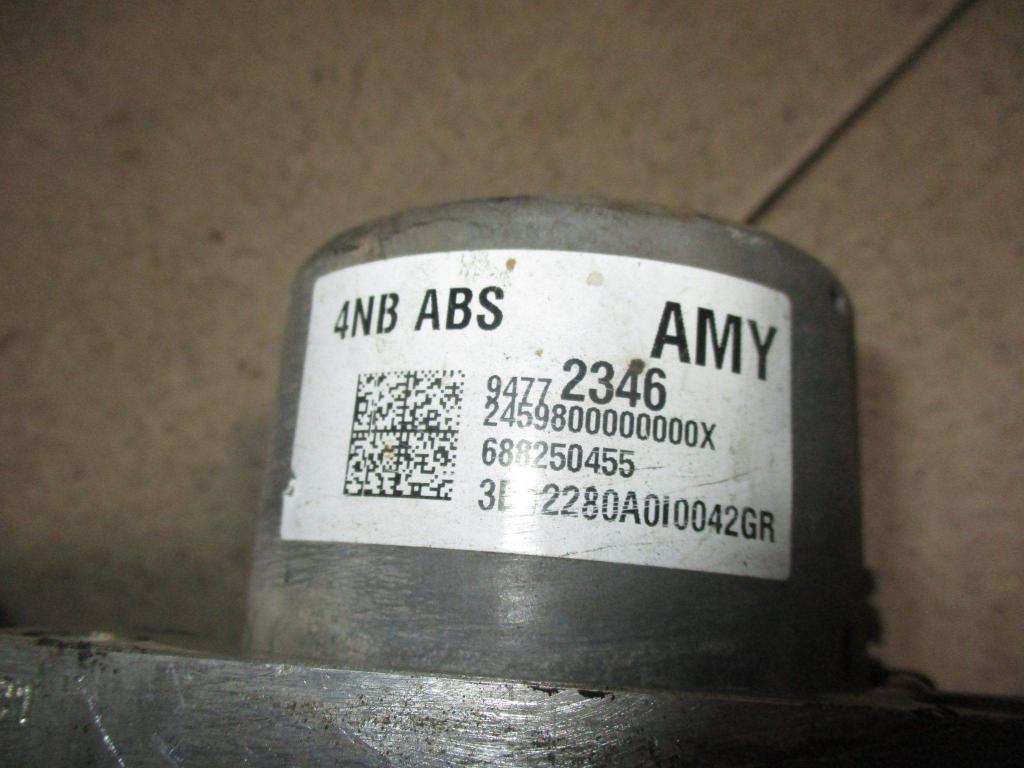 4NB ABS
AMY
9477 2346
2459800000000X
688250455